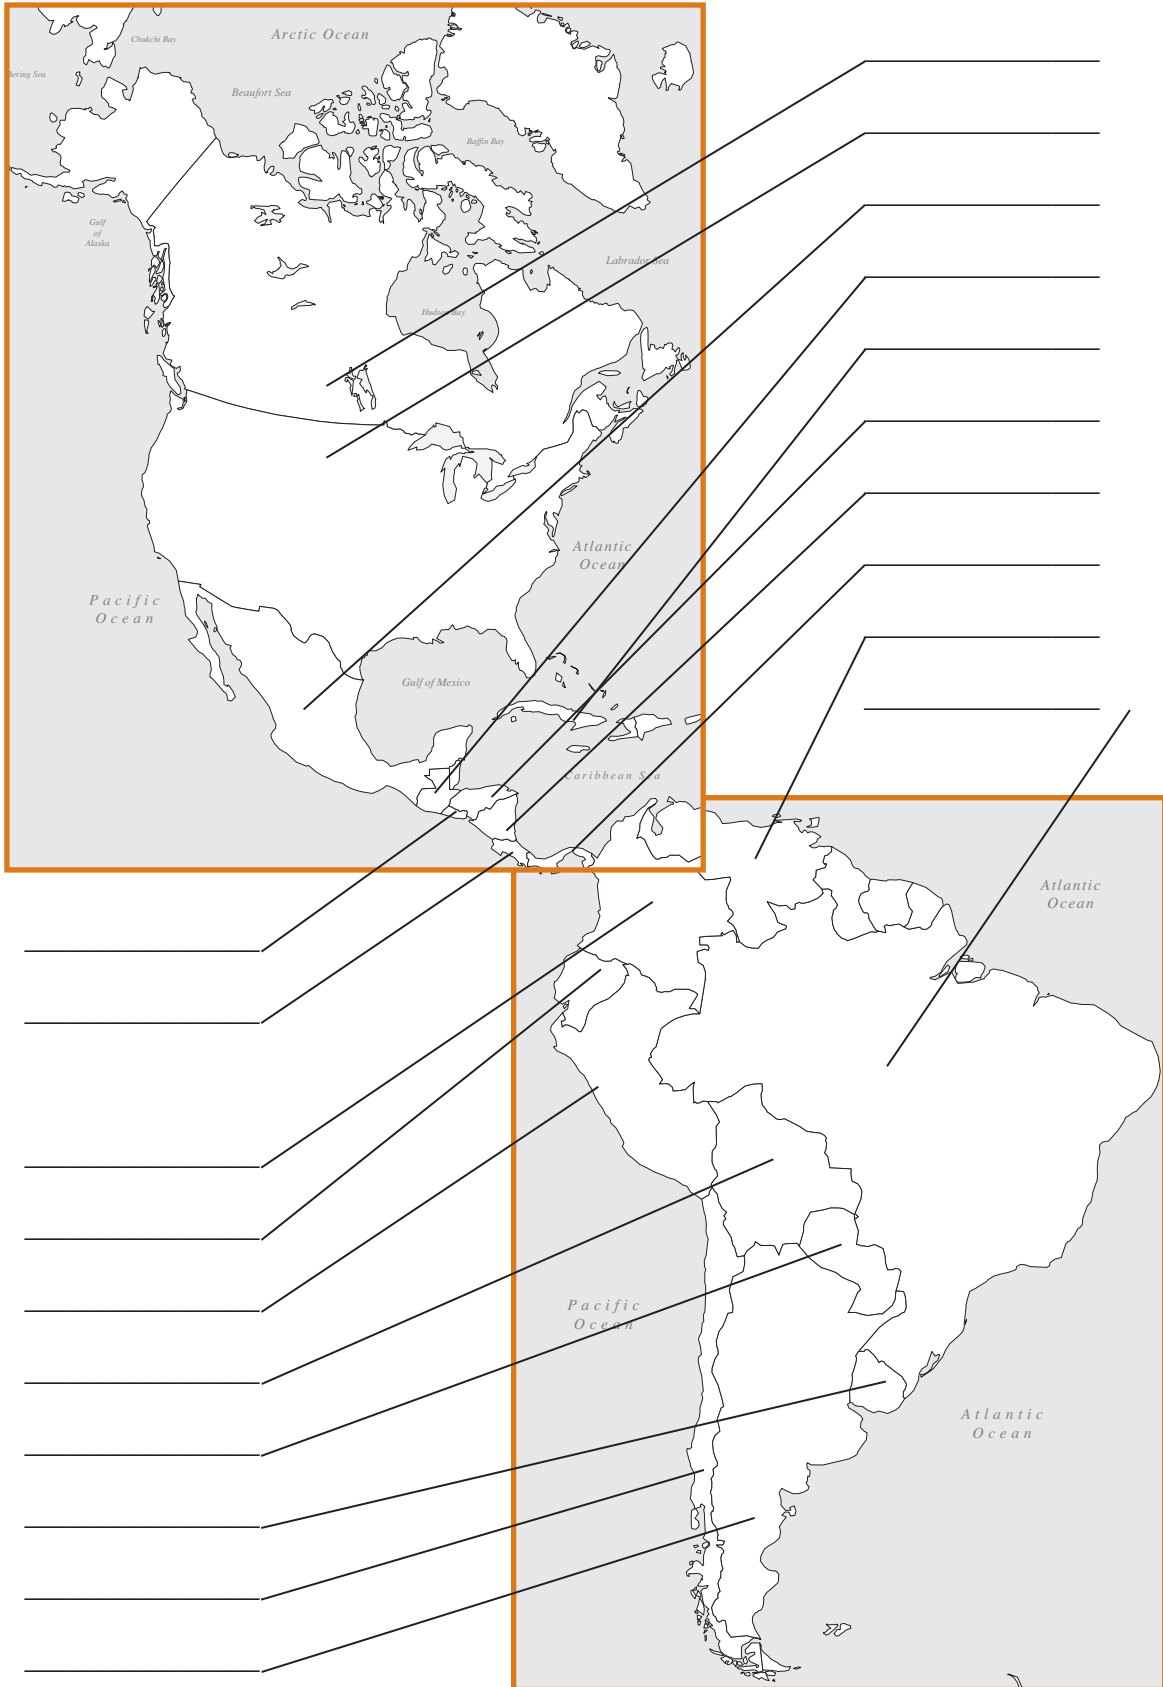 Chukchi Bay
Arctic Ocean
Bering Sea
Beaufort Sea
Baffin Bay
Gulf
of
Alaska
Labrador Sea
Hudson Bay
Atlantic
Ocean
Pacific
Ocean
Gulf of Mexico
Caribbean Sea
Atlantic
Ocean
Pacific
Ocean
Atlantic
Ocean